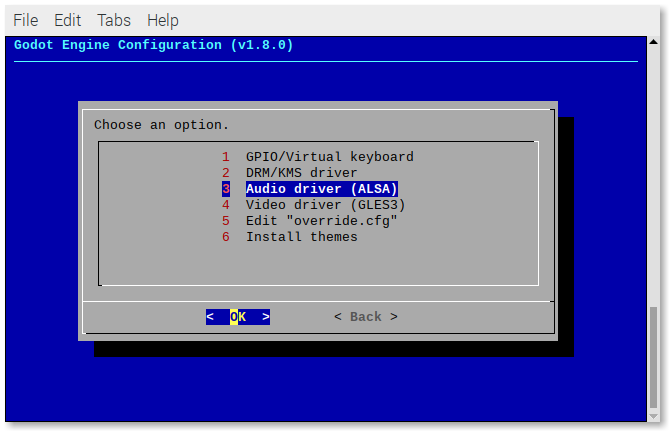 File Edit Tabs Help
Godot Engine Configuration (v1.8.0)
Choose an option.
1 GPIO/Virtual keyboard
2 DRM/KMS driver
3 Audio driver (ALSA)
4 Video driver (GLES3)
5 Edit "override.cfg"
6 Install themes
< OK > < Back >